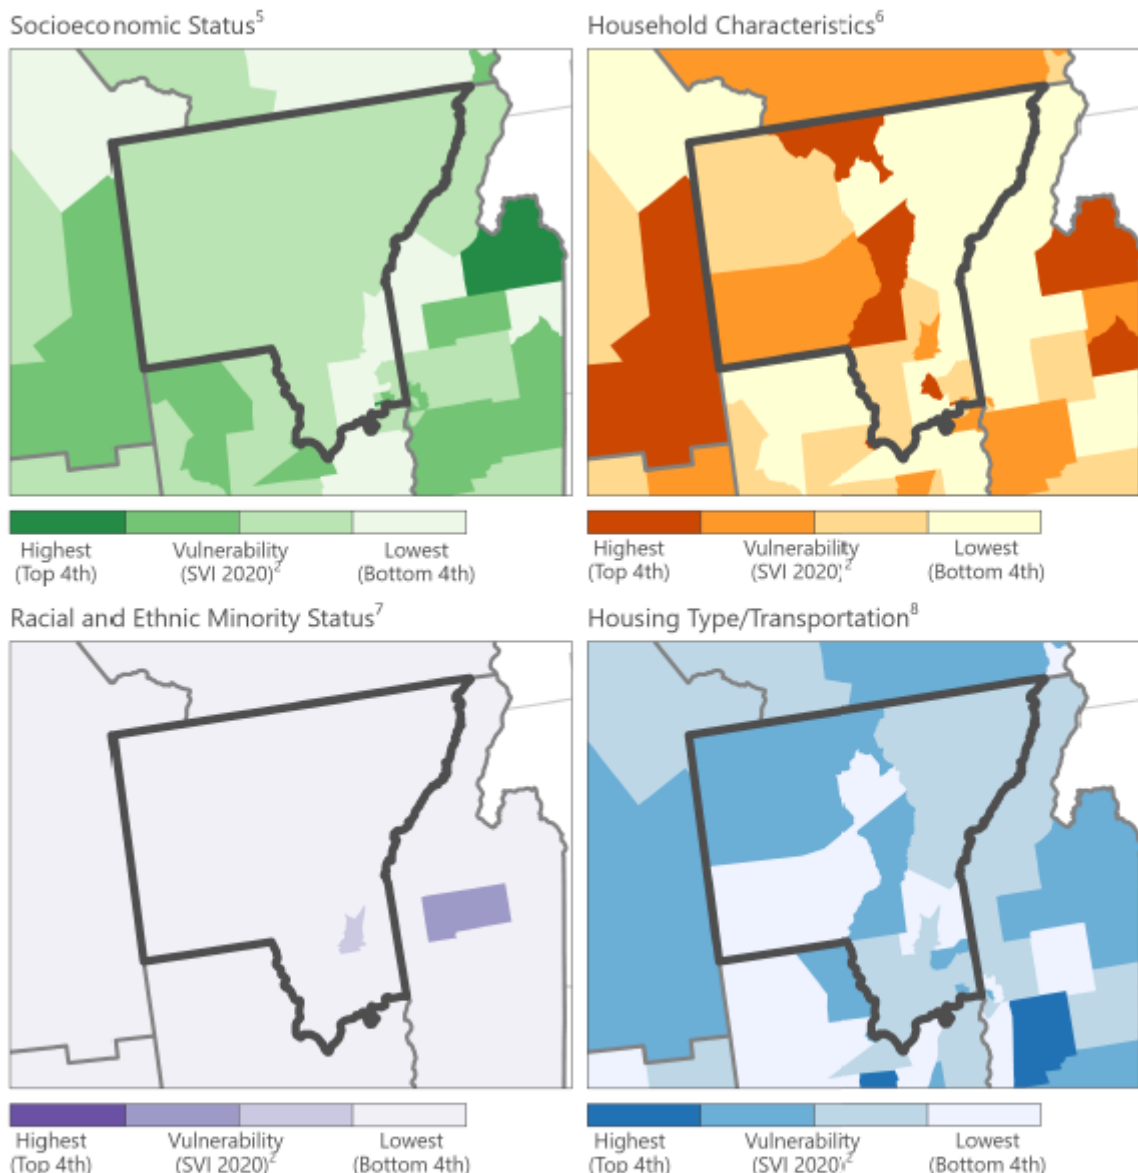 Socioeconomic Status⁵
Household Characteristics⁶
Highest
(Top 4th)
Vulnerability
(SVI 2020)²
Lowest
(Bottom 4th)
Highest
(Top 4th)
Vulnerability
(SVI 2020)²
Lowest
(Bottom 4th)
Racial and Ethnic Minority Status⁷
Housing Type/Transportation⁸
Highest
(Top 4th)
Vulnerability
(SVI 2020)²
Lowest
(Bottom 4th)
Highest
(Top 4th)
Vulnerability
(SVI 2020)²
Lowest
(Bottom 4th)